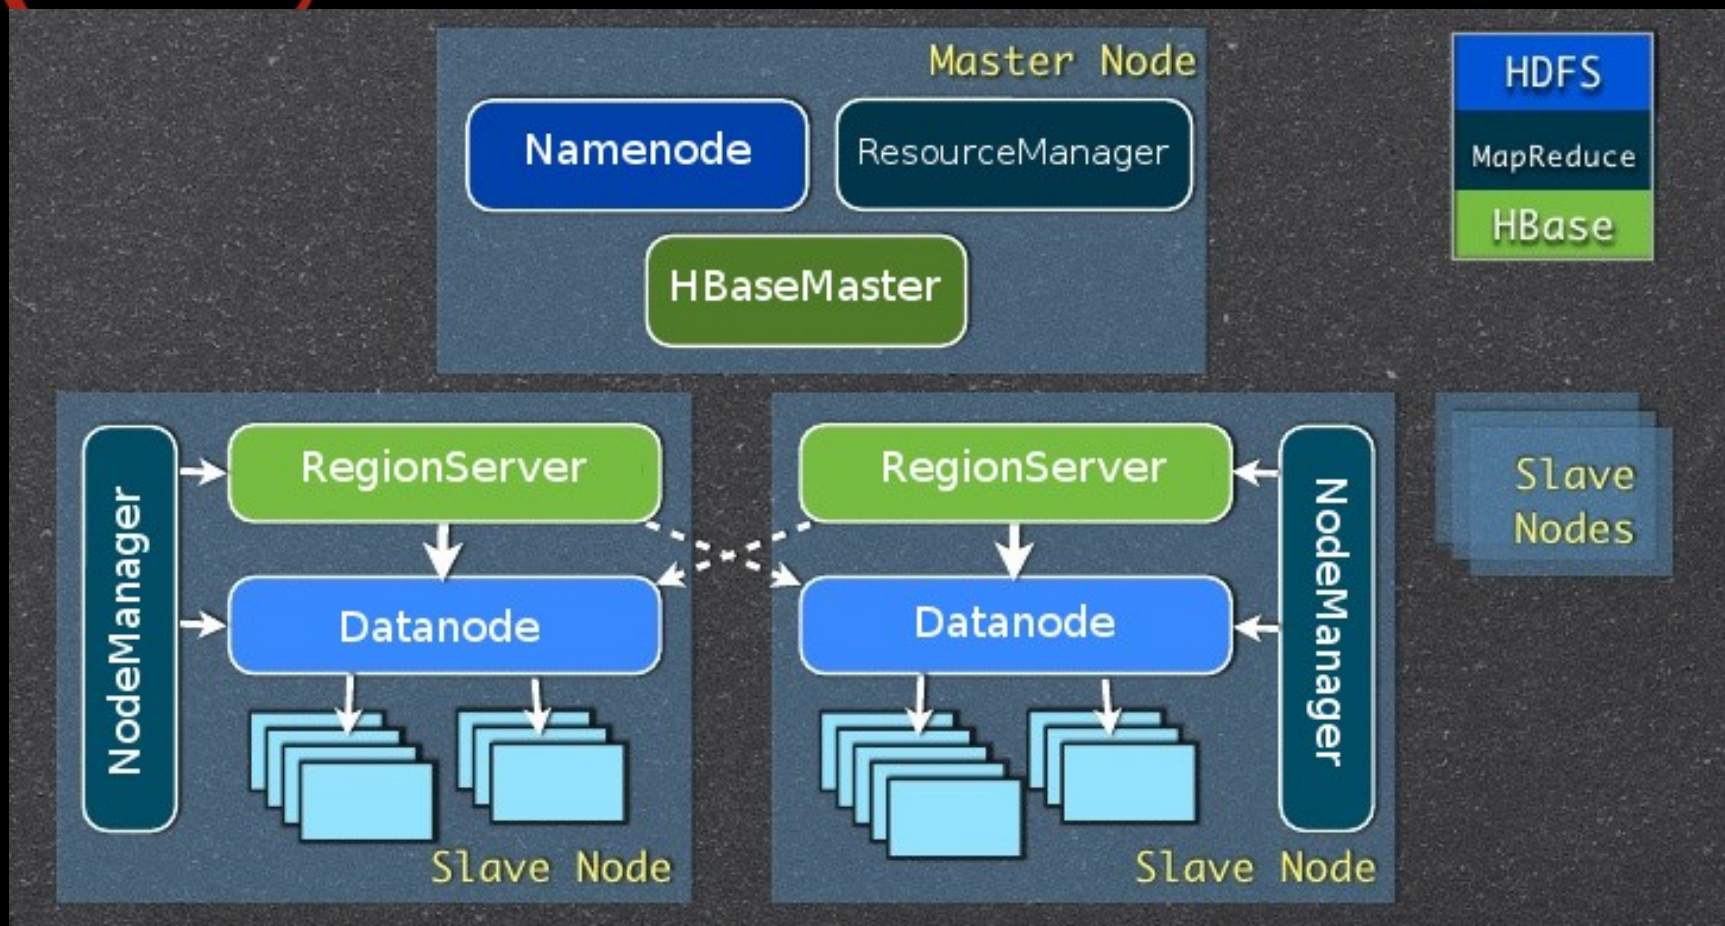 Master Node
Namenode
ResourceManager
HBaseMaster
HDFS
MapReduce
HBase
NodeManager
RegionServer
Datanode
Slave Node
RegionServer
Datanode
NodeManager
Slave Node
Slave
Nodes